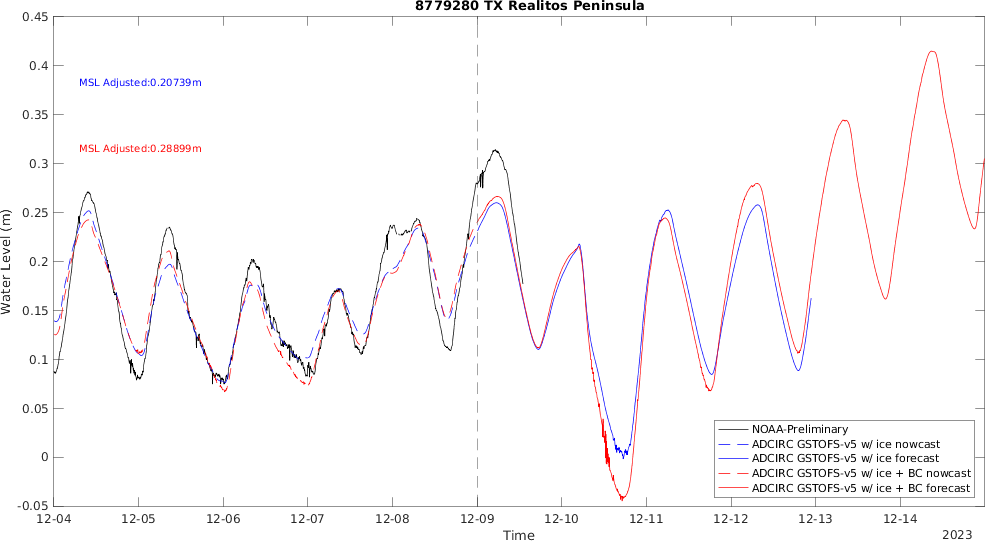 8779280 TX Realitos Peninsula
0.45
0.4
0.35
0.3
0.25
0.2
0.15
0.1
0.05
0
-0.05
Water Level (m)
MSL Adjusted:0.20739m
MSL Adjusted:0.28899m
NOAA-Preliminary
ADCIRC GSTOFS-v5 w/ ice nowcast
ADCIRC GSTOFS-v5 w/ ice forecast
ADCIRC GSTOFS-v5 w/ ice + BC nowcast
ADCIRC GSTOFS-v5 w/ ice + BC forecast
12-04 12-05 12-06 12-07 12-08 12-09 12-10 12-11 12-12 12-13 12-14
Time
2023